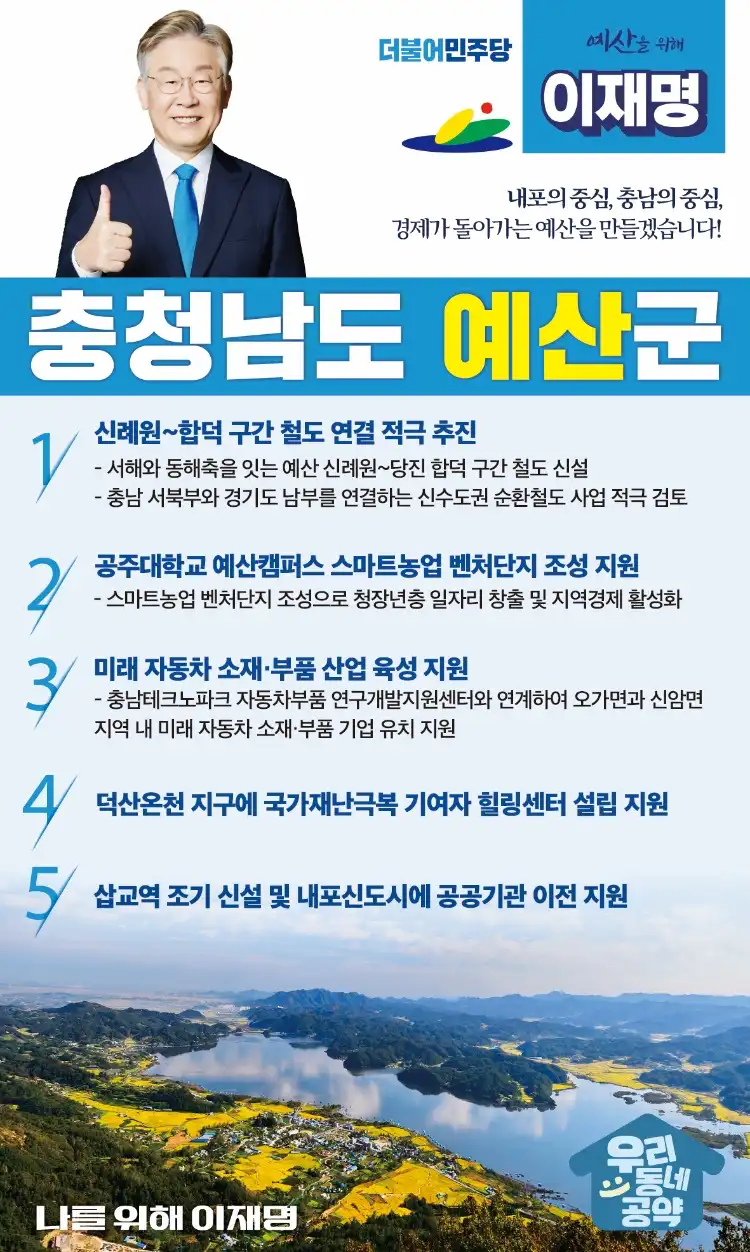 더불어민주당
예산을 위해
이재명
내포의 중심, 충남의 중심,
경제가 돌아가는 예산을 만들겠습니다!
충청남도 예산군
1 신례원~합덕 구간 철도 연결 적극 추진
- 서해와 동해축을 잇는 예산 신례원~당진 합덕 구간 철도 신설
- 충남 서북부와 경기도 남부를 연결하는 신수도권 순환철도 사업 적극 검토
2 공주대학교 예산캠퍼스 스마트농업 벤처단지 조성 지원
- 스마트농업 벤처단지 조성으로 청장년층 일자리 창출 및 지역경제 활성화
3 미래 자동차 소재·부품 산업 육성 지원
- 충남테크노파크 자동차부품 연구개발지원센터와 연계하여 오가면과 신암면
지역 내 미래 자동차 소재·부품 기업 유치 지원
4 덕산온천 지구에 국가재난극복 기여자 힐링센터 설립 지원
5 삽교역 조기 신설 및 내포신도시에 공공기관 이전 지원
우리
동네
공약
나를 위해 이재명